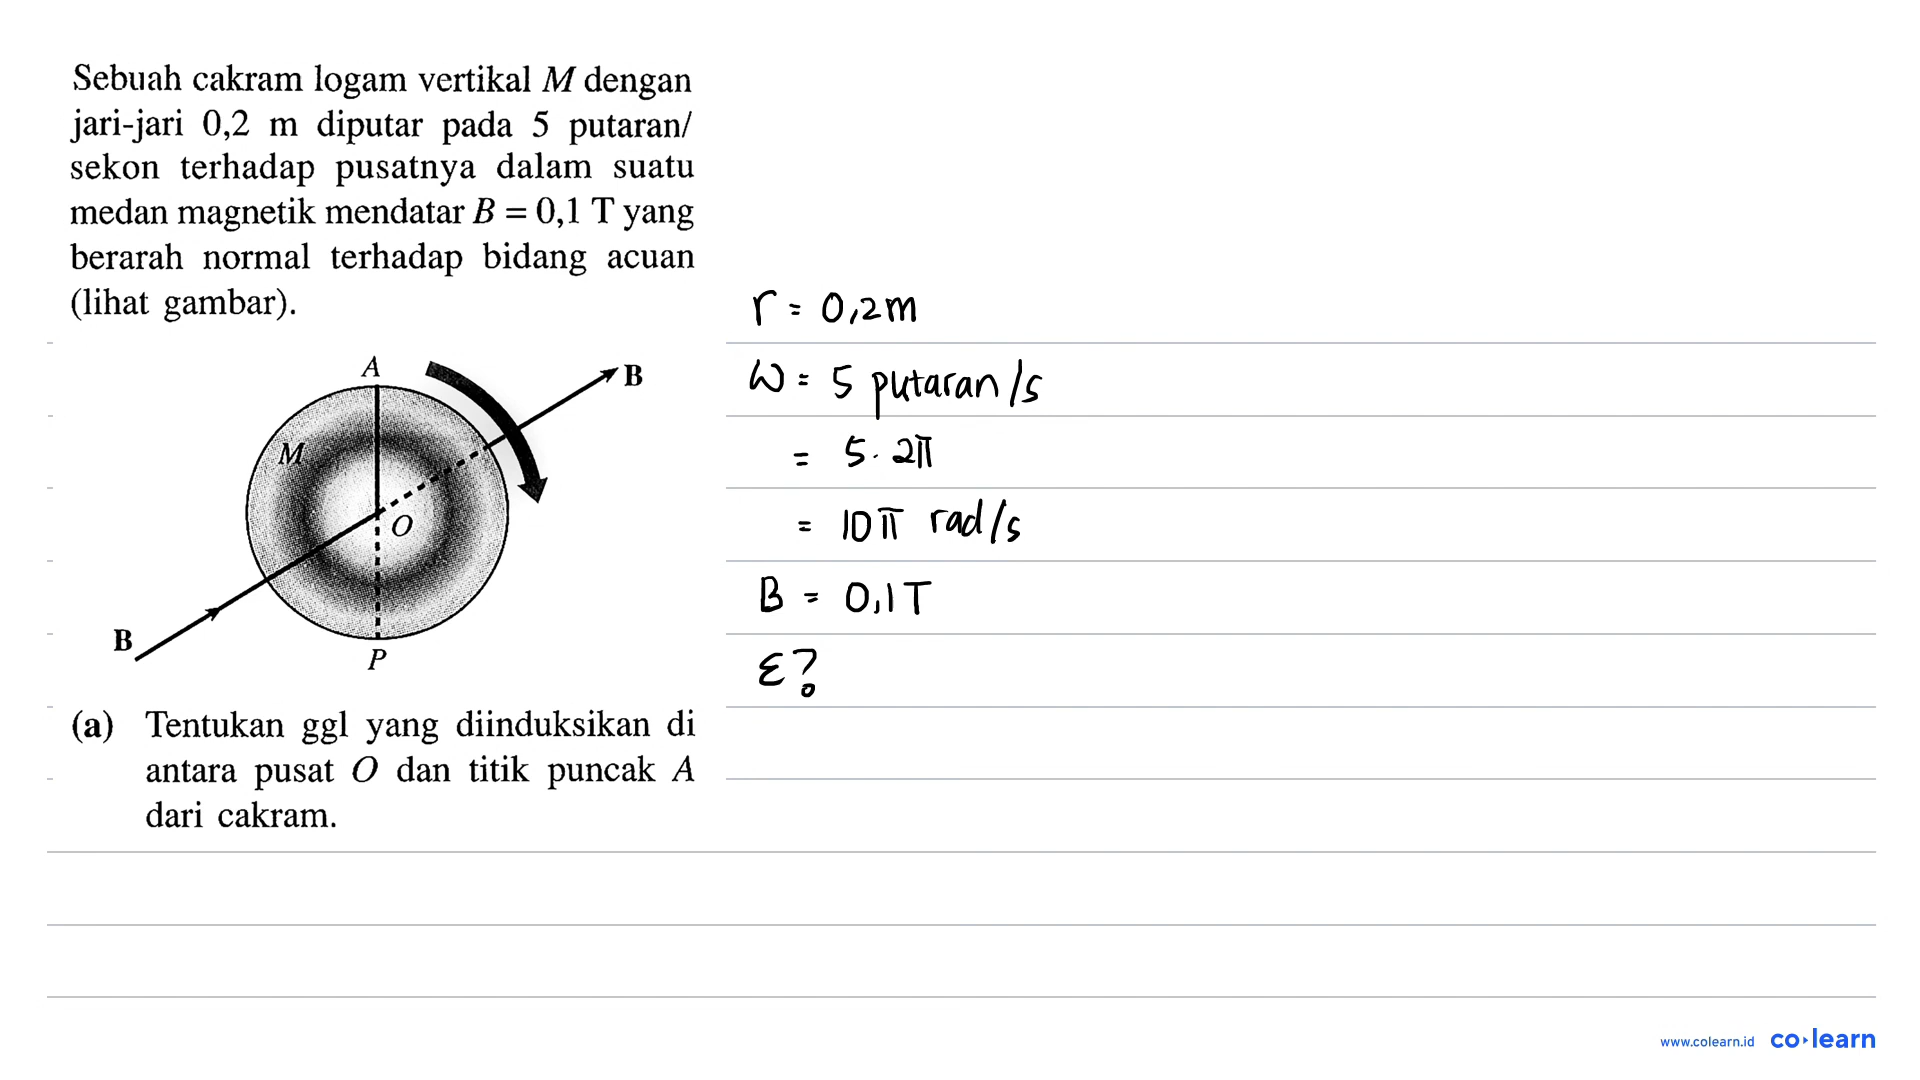 Sebuah cakram logam vertikal M dengan
jari-jari 0,2 m diputar pada 5 putaran/
sekon terhadap pusatnya dalam suatu
medan magnetik mendatar B = 0,1 T yang
berarah normal terhadap bidang acuan
(lihat gambar).
A
B
M
O
B
P
(a) Tentukan ggl yang diinduksikan di
antara pusat O dan titik puncak A
dari cakram.
r = 0,2 m
ω = 5 putaran/s
= 5 . 2π
= 10π rad/s
B = 0,1 T
ε?
www.colearn.id co learn